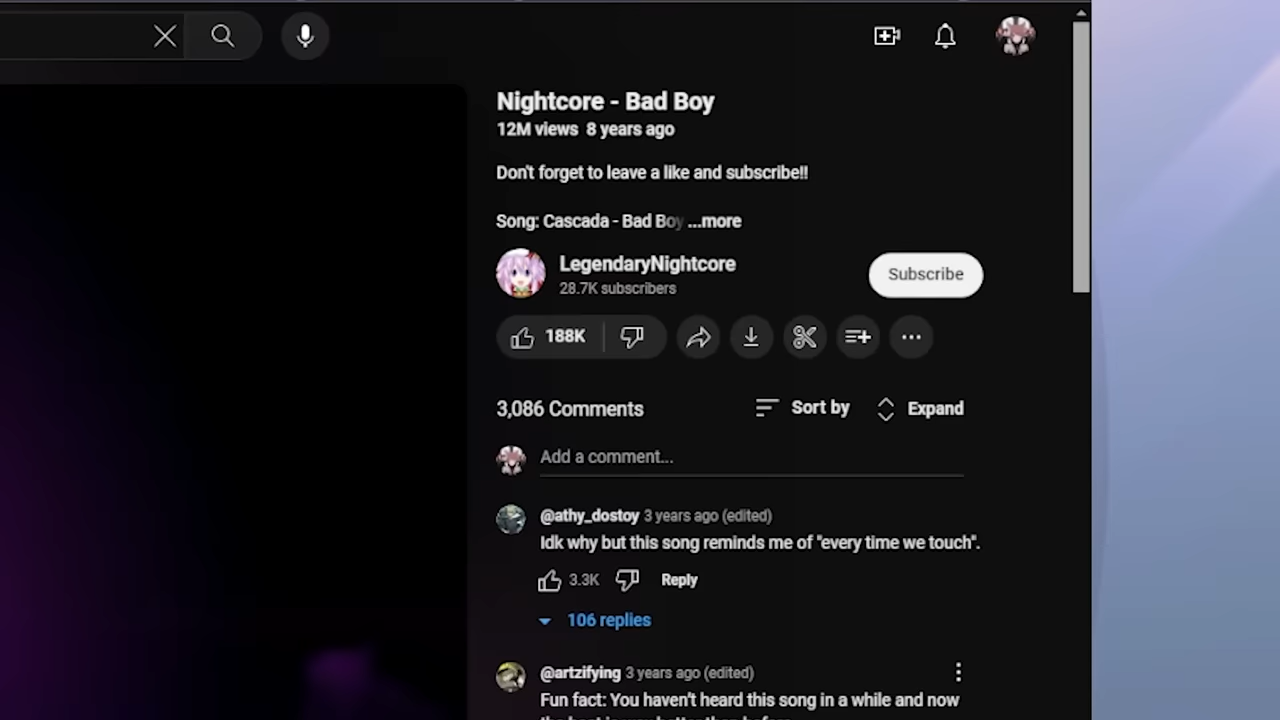 Nightcore - Bad Boy
12M views 8 years ago
Don't forget to leave a like and subscribe!!
Song: Cascada - Bad Boy ...more
LegendaryNightcore
28.7K subscribers
Subscribe
188K
3,086 Comments
Sort by
Expand
Add a comment...
@athy_dostoy 3 years ago (edited)
Idk why but this song reminds me of "every time we touch".
3.3K
Reply
106 replies
@artzifying 3 years ago (edited)
Fun fact: You haven't heard this song in a while and now